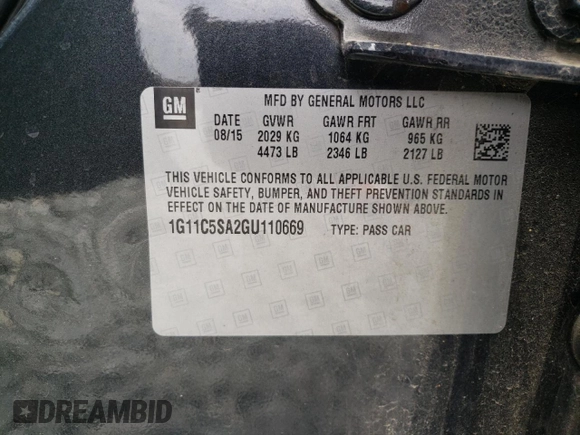 GM
MFD BY GENERAL MOTORS LLC
DATE GVWR GAWR FRT GAWR RR
08/15 2029 KG 1064 KG 965 KG
4473 LB 2346 LB 2127 LB
THIS VEHICLE CONFORMS TO ALL APPLICABLE U.S. FEDERAL MOTOR
VEHICLE SAFETY, BUMPER, AND THEFT PREVENTION STANDARDS IN
EFFECT ON THE DATE OF MANUFACTURE SHOWN ABOVE.
1G11C5SA2GU110669 TYPE: PASS CAR
DREAMBID